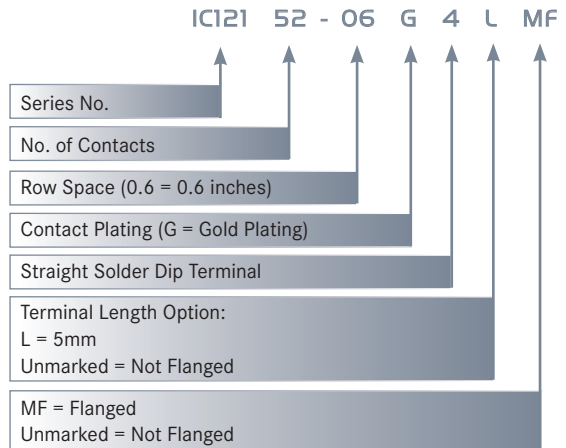 IC121 52 - 06 G 4 L MF
Series No.
No. of Contacts
Row Space (0.6 = 0.6 inches)
Contact Plating (G = Gold Plating)
Straight Solder Dip Terminal
Terminal Length Option:
L = 5mm
Unmarked = Not Flanged
MF = Flanged
Unmarked = Not Flanged